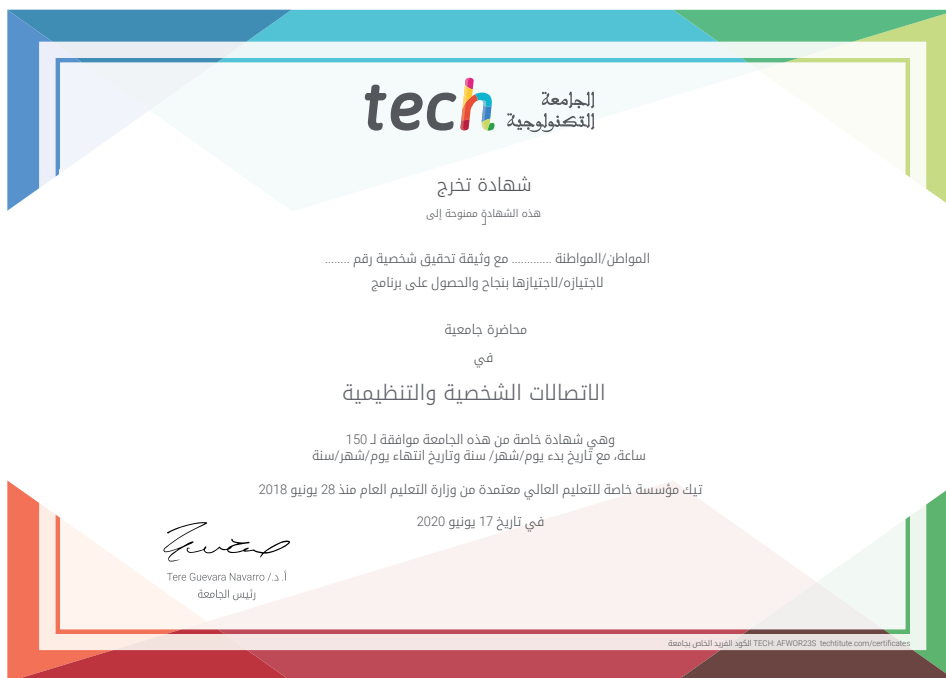 tech الجامعة
التكنولوجية
شهادة تخرج
هذه الشهادة ممنوحة إلى
المواطن/المواطنة ............ مع وثيقة تحقيق شخصية رقم ........
لاجتيازه/لاجتيازها بنجاح والحصول على برنامج
محاضرة جامعية
في
الاتصالات الشخصية والتنظيمية
وهي شهادة خاصة من هذه الجامعة موافقة لـ 150
ساعة، مع تاريخ بدء يوم/شهر/ سنة وتاريخ انتهاء يوم/شهر/سنة
تيك مؤسسة خاصة للتعليم العالي معتمدة من وزارة التعليم العام منذ 28 يونيو 2018
في تاريخ 17 يونيو 2020
أ. د./ Tere Guevara Navarro
رئيس الجامعة
الكود الفريد الخاص بجامعة TECH: AFWOR23S techtitute.com/certificates